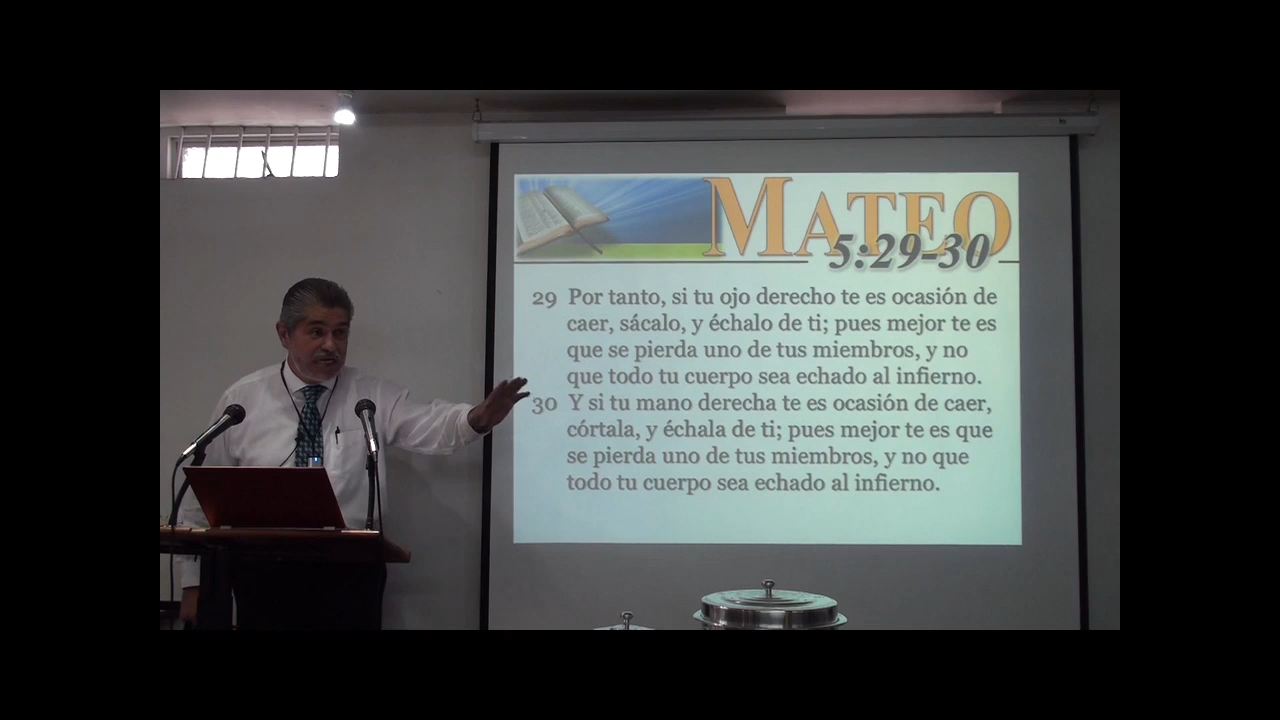 MATEO
5:29-30
29 Por tanto, si tu ojo derecho te es ocasión de
caer, sácalo, y échalo de ti; pues mejor te es
que se pierda uno de tus miembros, y no
que todo tu cuerpo sea echado al infierno.
30 Y si tu mano derecha te es ocasión de caer,
córtala, y échala de ti; pues mejor te es que
se pierda uno de tus miembros, y no que
todo tu cuerpo sea echado al infierno.